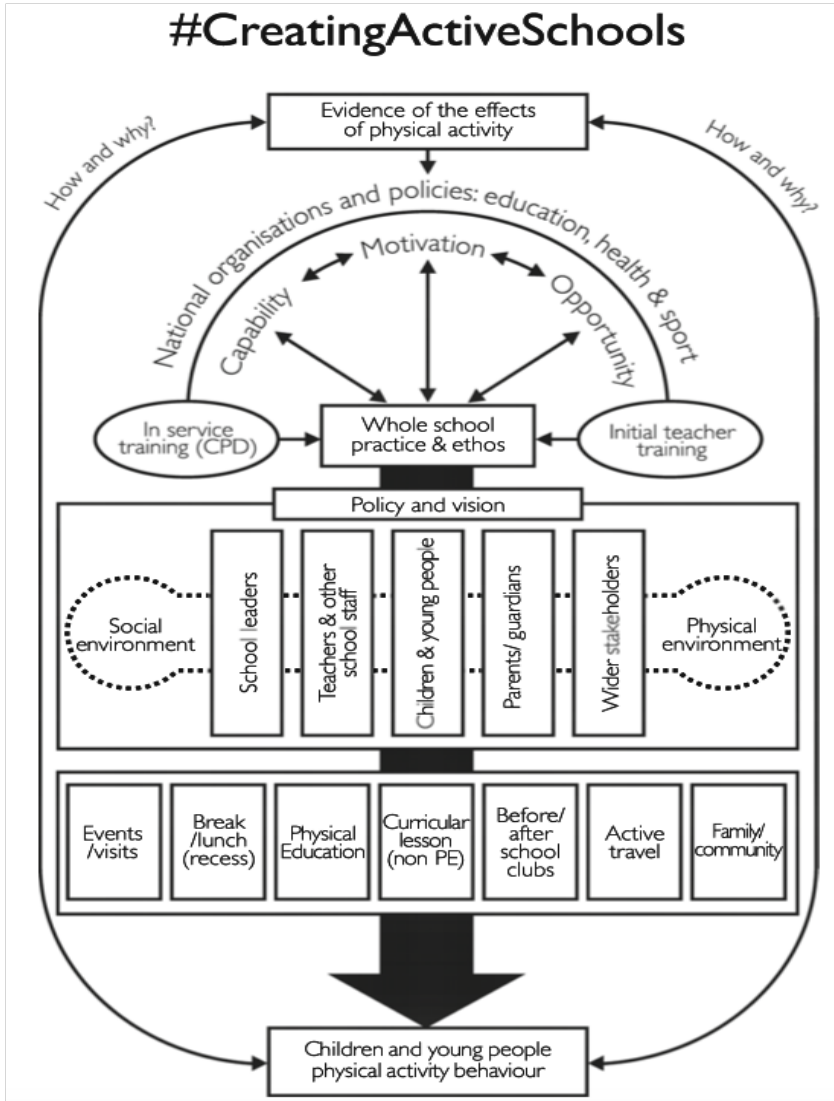 #CreatingActiveSchools
Evidence of the effects
of physical activity
How and why?
How and why?
National organisations and policies: education, health & sport
Motivation
Capability
Opportunity
In service
training (CPD)
Whole school
practice & ethos
Initial teacher
training
Policy and vision
Social
environment
School leaders
Teachers & other
school staff
Children & young people
Parents/ guardians
Wider stakeholders
Physical
environment
Events
/visits
Break
/lunch
(recess)
Physical
Education
Curricular
lesson
(non PE)
Before/
after
school
clubs
Active
travel
Family/
community
Children and young people
physical activity behaviour